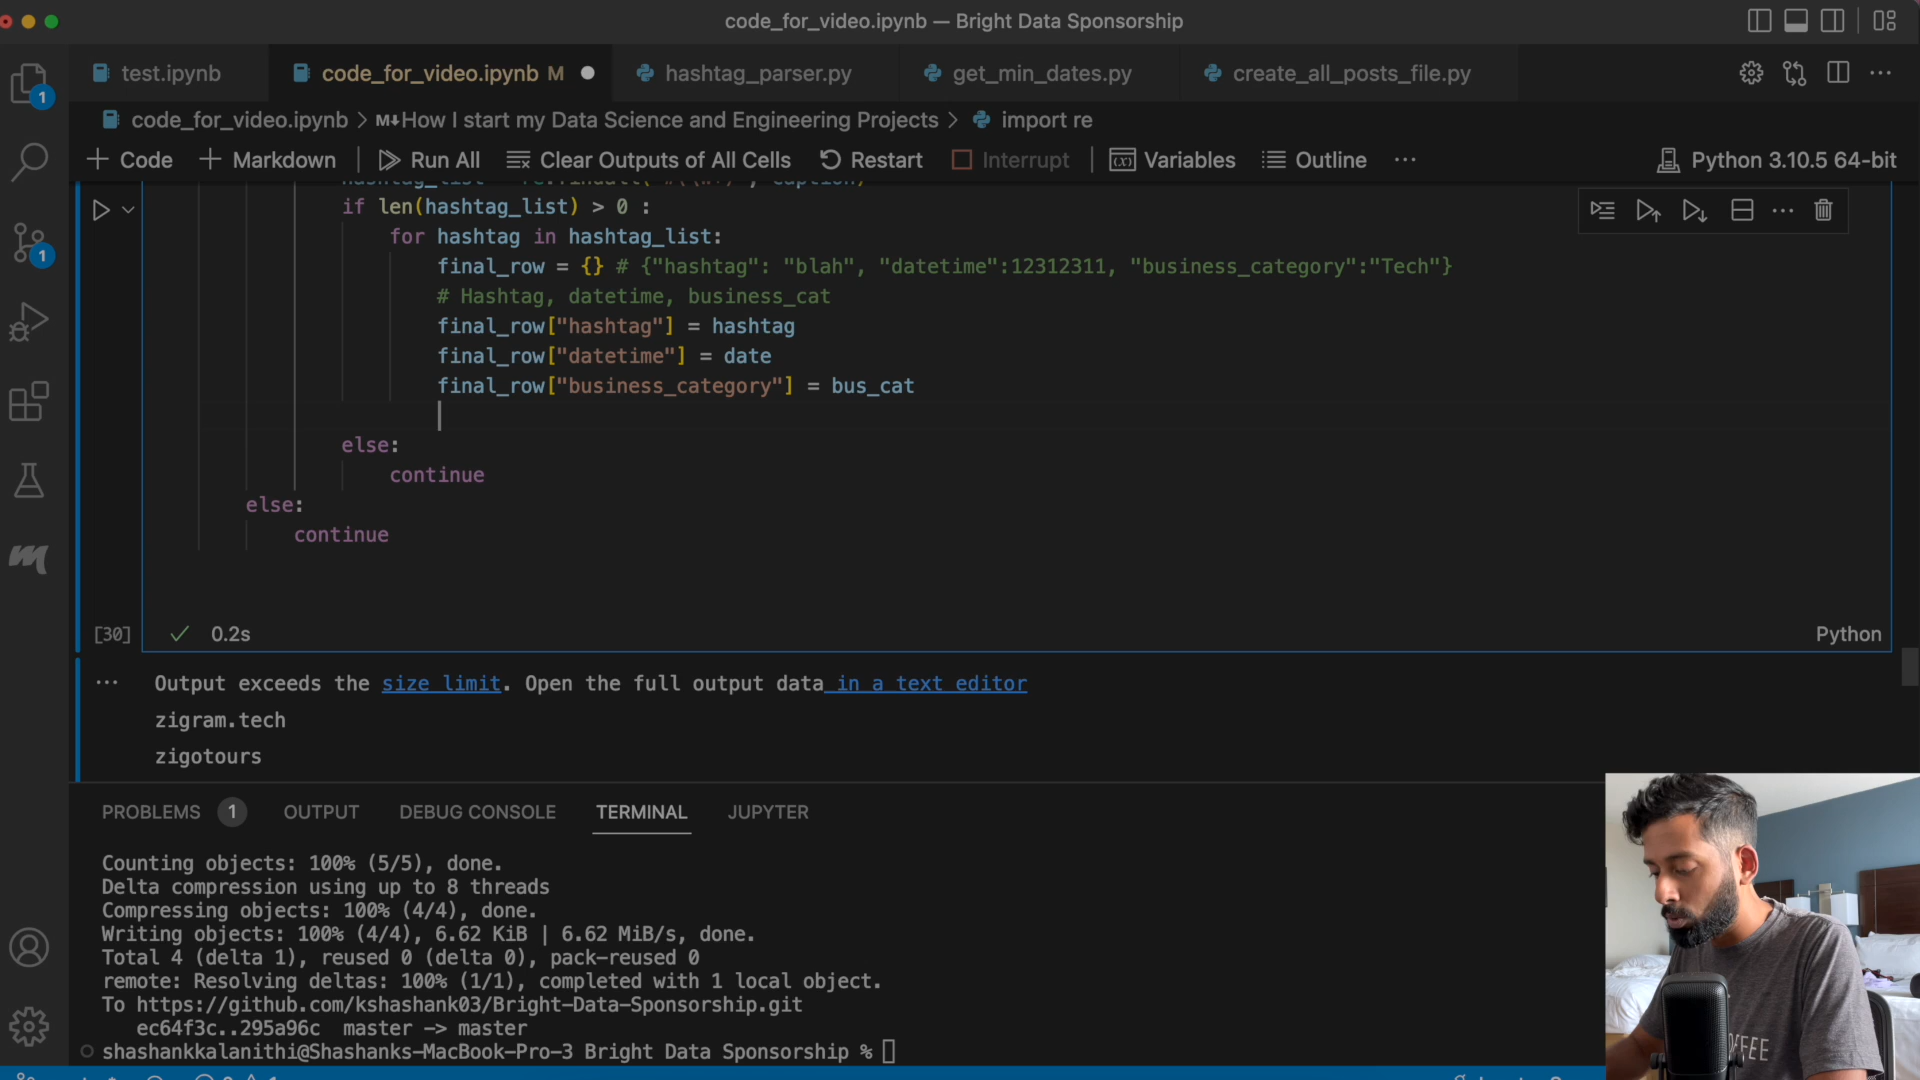 code_for_video.ipynb — Bright Data Sponsorship
test.ipynb
code_for_video.ipynb M
hashtag_parser.py
get_min_dates.py
create_all_posts_file.py
1
code_for_video.ipynb > M↓How I start my Data Science and Engineering Projects > import re
+ Code + Markdown | Run All Clear Outputs of All Cells Restart Interrupt | Variables Outline ...
Python 3.10.5 64-bit
if len(hashtag_list) > 0 :
for hashtag in hashtag_list:
final_row = {} # {"hashtag": "blah", "datetime":12312311, "business_category":"Tech"}
# Hashtag, datetime, business_cat
final_row["hashtag"] = hashtag
final_row["datetime"] = date
final_row["business_category"] = bus_cat
else:
continue
else:
continue
1
[30] 0.2s
Python
Output exceeds the size limit. Open the full output data in a text editor
zigram.tech
zigotours
PROBLEMS 1 OUTPUT DEBUG CONSOLE TERMINAL JUPYTER
Counting objects: 100% (5/5), done.
Delta compression using up to 8 threads
Compressing objects: 100% (4/4), done.
Writing objects: 100% (4/4), 6.62 KiB | 6.62 MiB/s, done.
Total 4 (delta 1), reused 0 (delta 0), pack-reused 0
remote: Resolving deltas: 100% (1/1), completed with 1 local object.
To https://github.com/kshashank03/Bright-Data-Sponsorship.git
ec64f3c..295a96c master -> master
shashankkalanithi@Shashanks-MacBook-Pro-3 Bright Data Sponsorship %